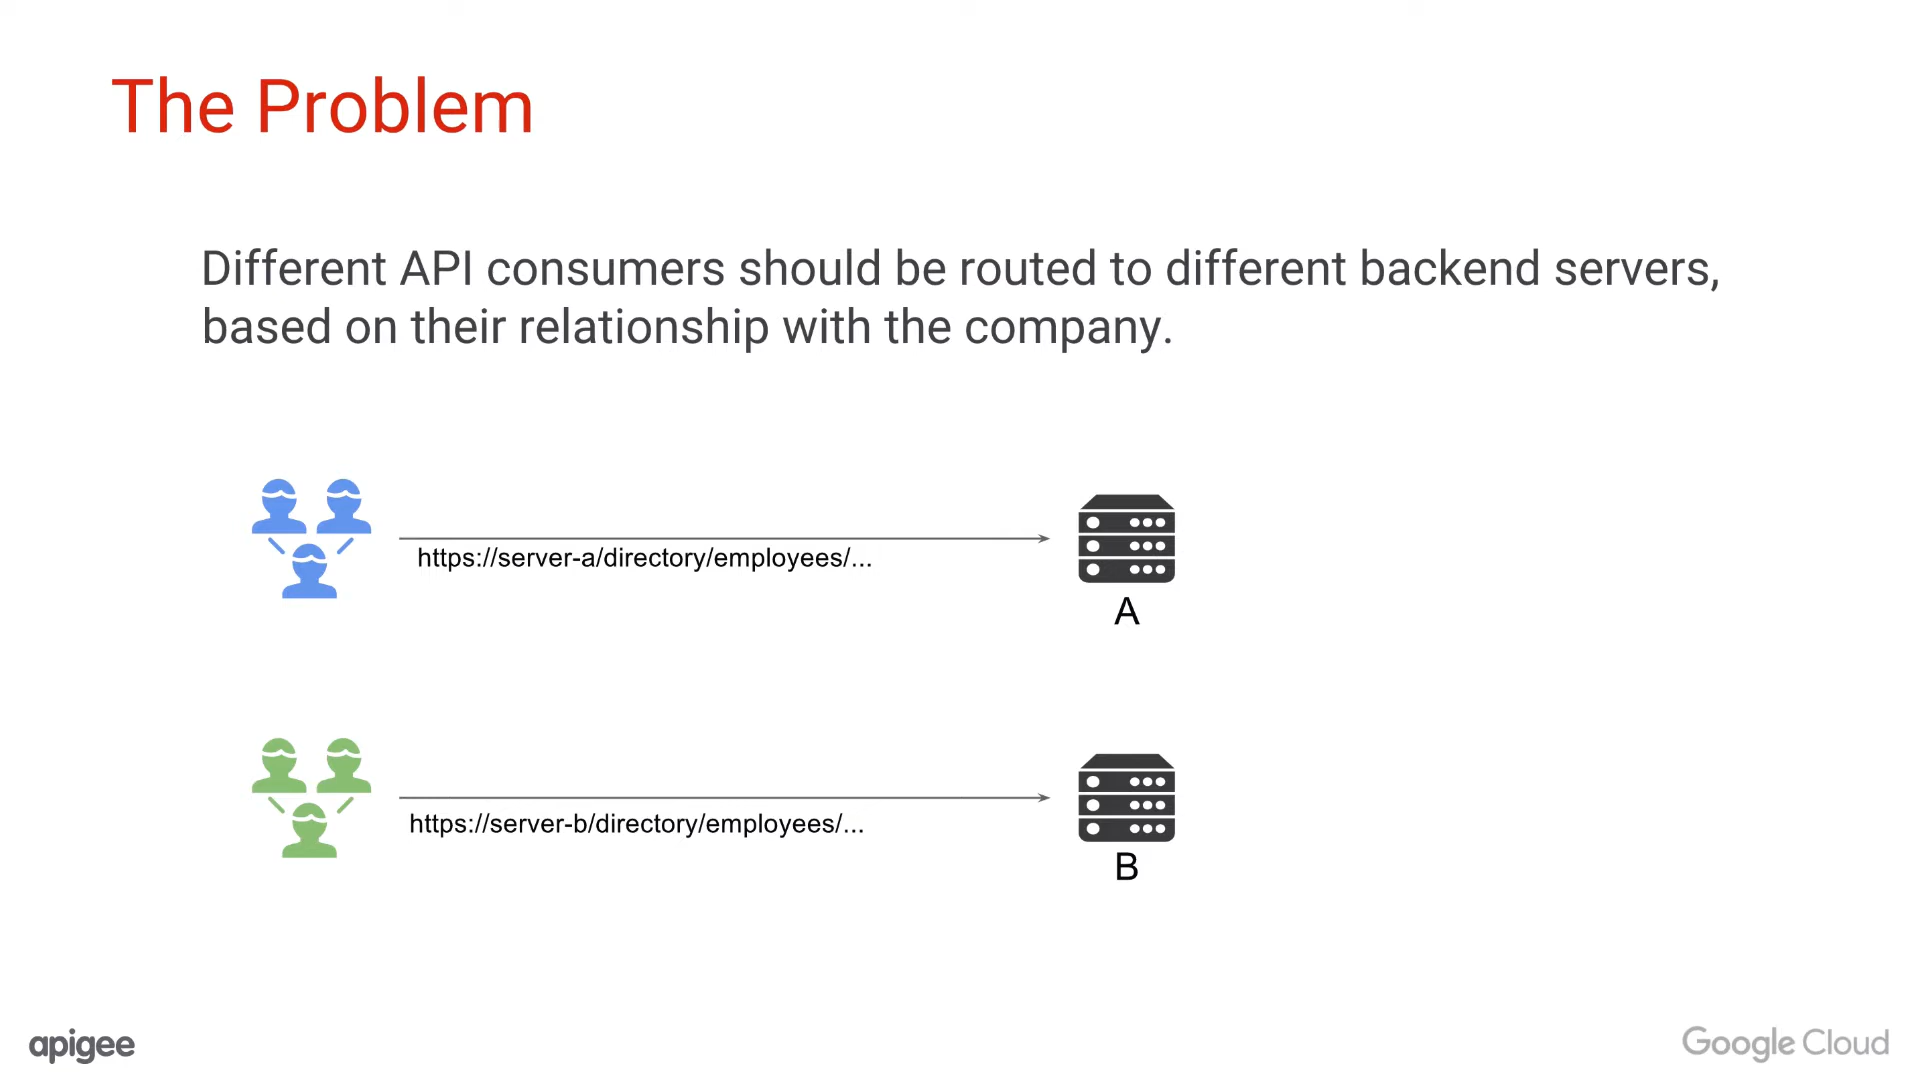 The Problem
Different API consumers should be routed to different backend servers,
based on their relationship with the company.
https://server-a/directory/employees/...
A
https://server-b/directory/employees/...
B
apigee
Google Cloud